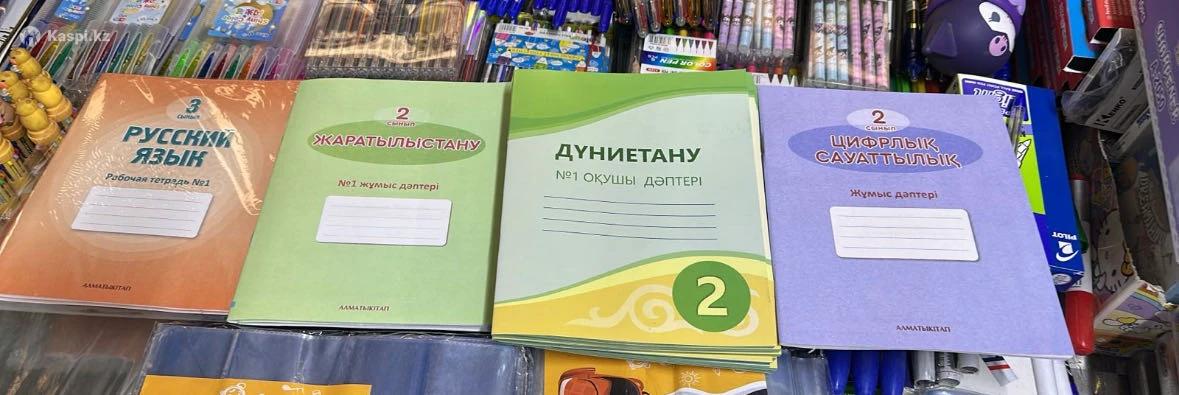 Kaspi.kz
3
СЫНЫП
РУССКИЙ
ЯЗЫК
Рабочая тетрадь №1
АЛМАТЫКІТАП
2
СЫНЫП
ЖАРАТЫЛЫСТАНУ
№1 жұмыс дәптері
АЛМАТЫКІТАП
ДҮНИЕТАНУ
№1 ОҚУШЫ ДӘПТЕРІ
2
2
СЫНЫП
ЦИФРЛЫҚ
САУАТТЫЛЫҚ
Жұмыс дәптері
АЛМАТЫКІТАП
COLOR PEN
PILOT